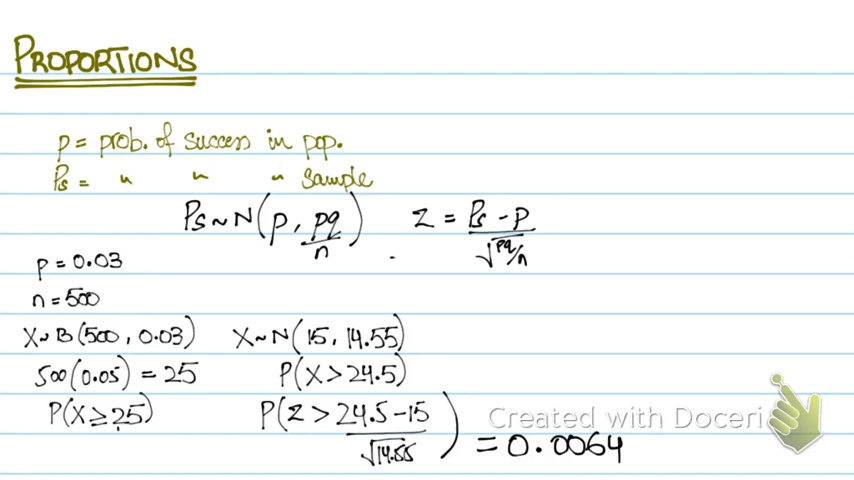 PROPORTIONS
p = prob. of success in pop.
Ps = " " " sample
Ps ~ N(p, pq/n) Z = Ps - p / √pq/n
p = 0.03
n = 500
X ~ B(500, 0.03) X ~ N(15, 14.55)
500(0.05) = 25 P(X > 24.5)
P(X ≥ 25) P(Z > 24.5 - 15 / √14.55) = 0.0064
Created with Doceri